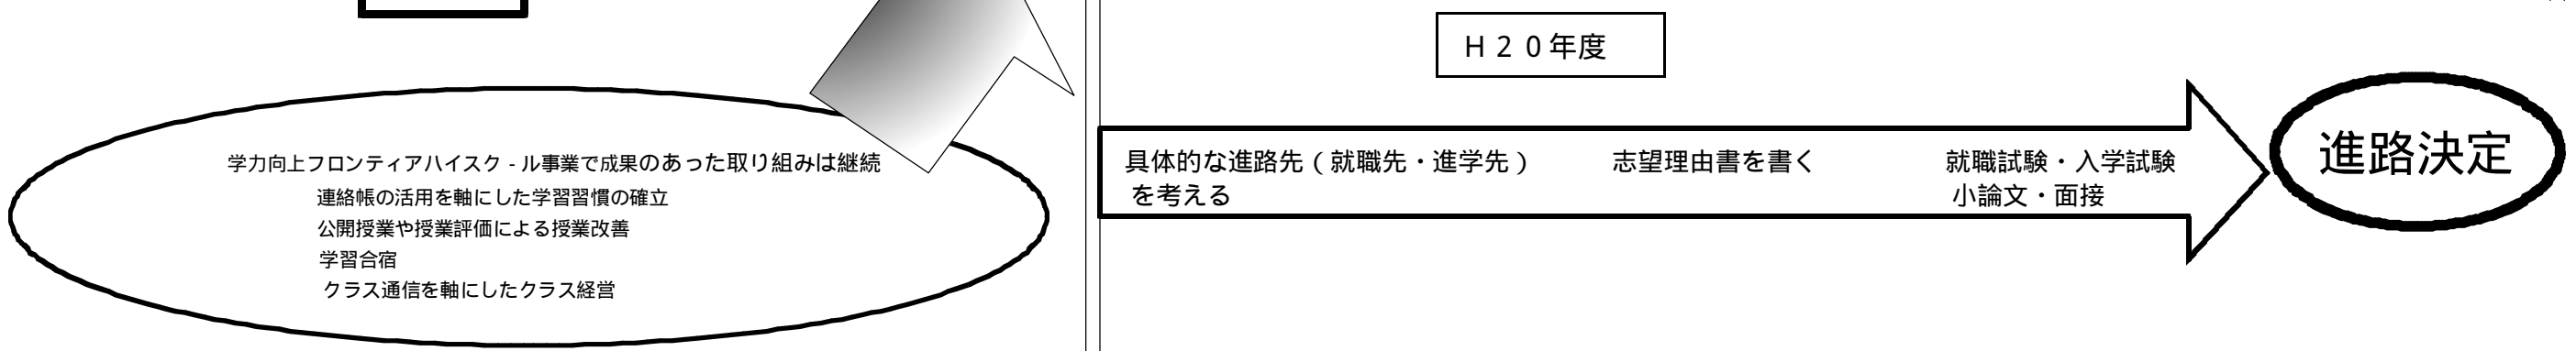 学力向上フロンティアハイスク-ル事業で成果のあった取り組みは継続
連絡帳の活用を軸にした学習習慣の確立
公開授業や授業評価による授業改善
学習合宿
クラス通信を軸にしたクラス経営
Ｈ２０年度
具体的な進路先（就職先・進学先）
を考える
志望理由書を書く
就職試験・入学試験
小論文・面接
進路決定